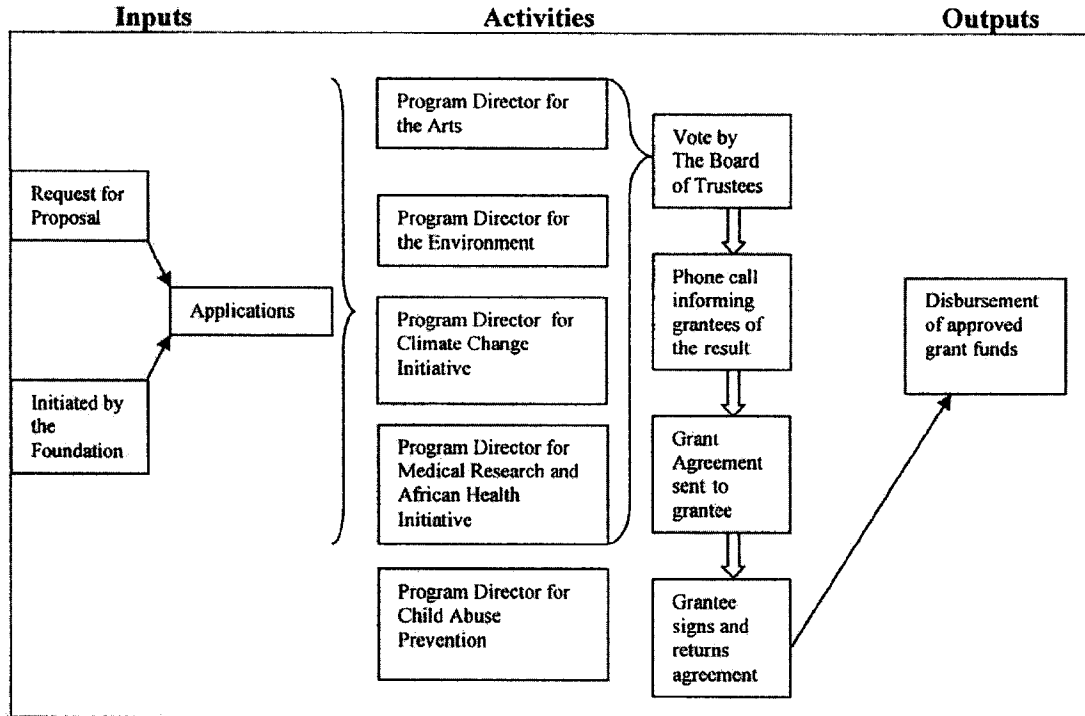 Inputs
Activities
Outputs
Request for
Proposal
Initiated by
the
Foundation
Applications
Program Director for
the Arts
Program Director for
the Environment
Program Director for
Climate Change
Initiative
Program Director for
Medical Research and
African Health
Initiative
Program Director for
Child Abuse
Prevention
Vote by
The Board
of Trustees
Phone call
informing
grantees of
the result
Grant
Agreement
sent to
grantee
Grantee
signs and
returns
agreement
Disbursement
of approved
grant funds